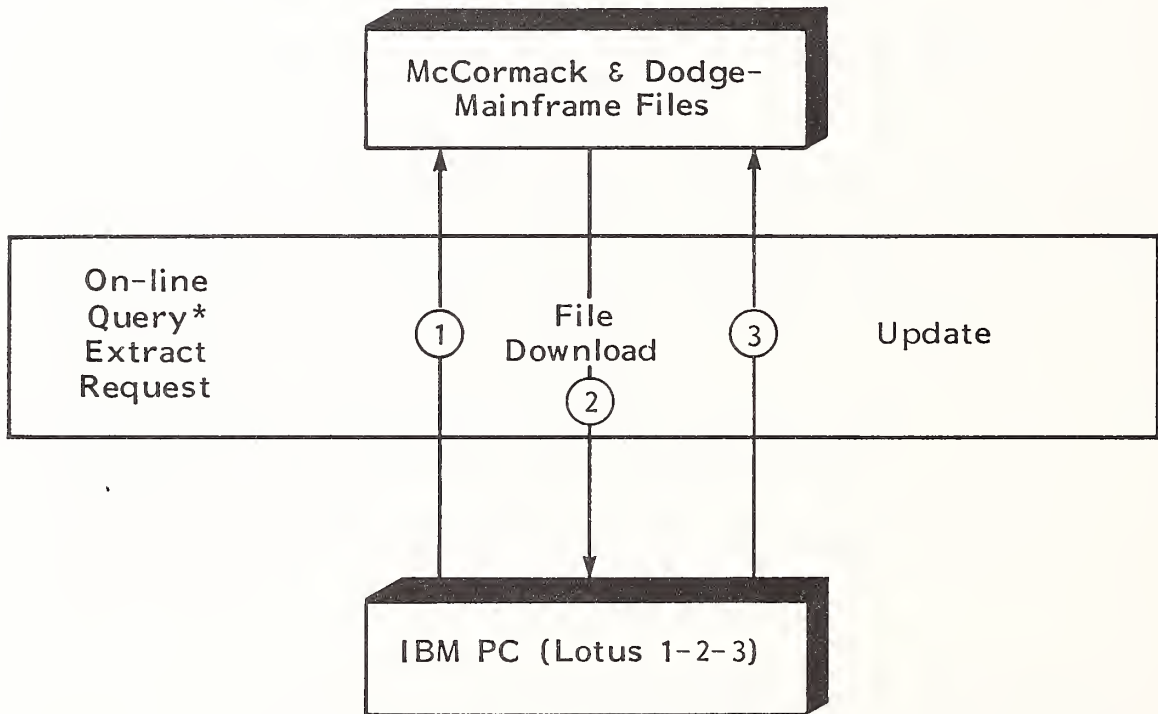 McCormack & Dodge-
Mainframe Files
On-line
Query*
Extract
Request
1
File
Download
2
3
Update
IBM PC (Lotus 1-2-3)